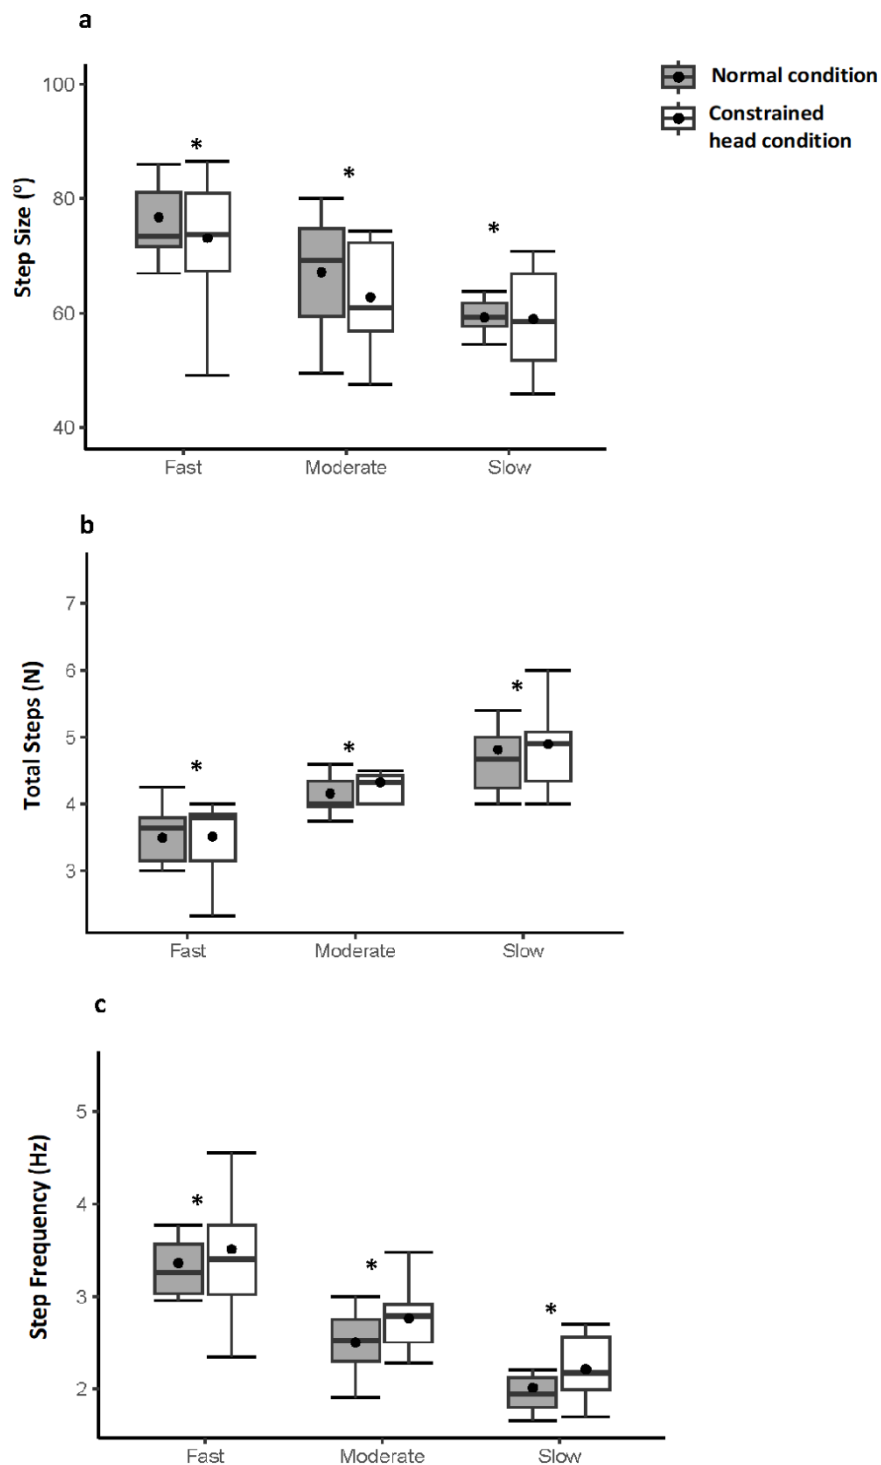 a
Normal condition
Constrained
head condition
Step Size (º)
100
80
60
40
*
*
*
Fast Moderate Slow
b
Total Steps (N)
7
6
5
4
3
*
*
*
Fast Moderate Slow
c
Step Frequency (Hz)
5
4
3
2
*
*
*
Fast Moderate Slow